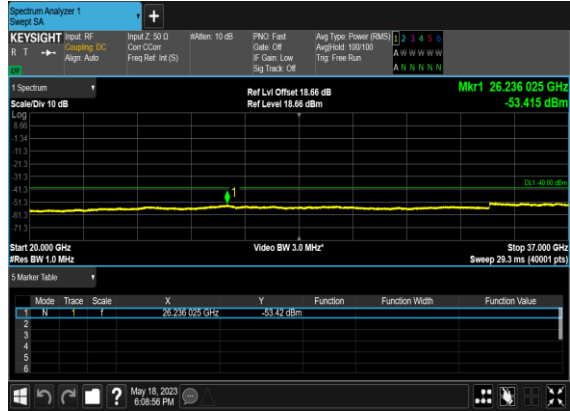 Spectrum Analyzer 1
Swept SA
+
KEYSIGHT Input: RF Input Z: 50 Ω #Atten: 10 dB PNO: Fast Avg Type: Power (RMS) 1 2 3 4 5 6
R T Coupling: DC Corr CCorr Gate: Off Avg|Hold: 100/100 A W W W W W
Align: Auto Freq Ref: Int (S) IF Gain: Low Trig: Free Run
LV Sig Track: Off A N N N N N
1 Spectrum Ref Lvl Offset 18.66 dB Mkr1 26.236 025 GHz
Scale/Div 10 dB Ref Level 18.66 dBm -53.415 dBm
Log
8.66
-1.34
-11.3
-21.3
-31.3
DL1 -40.00 dBm
-41.3
1
-51.3
-61.3
-71.3
Start 20.000 GHz Video BW 3.0 MHz* Stop 37.000 GHz
#Res BW 1.0 MHz Sweep 29.3 ms (40001 pts)
5 Marker Table
Mode Trace Scale X Y Function Function Width Function Value
1 N 1 f 26.236 025 GHz -53.42 dBm
2
3
4
5
6
? May 18, 2023
6:08:56 PM